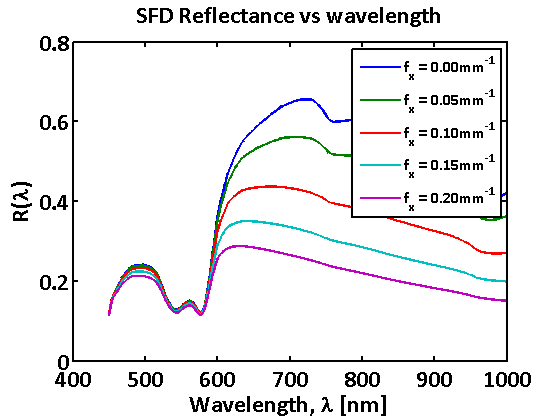 SFD Reflectance vs wavelength
0.8
0.6
0.4
0.2
0
R(λ)
fx = 0.00mm-1
fx = 0.05mm-1
fx = 0.10mm-1
fx = 0.15mm-1
fx = 0.20mm-1
400 500 600 700 800 900 1000
Wavelength, λ [nm]